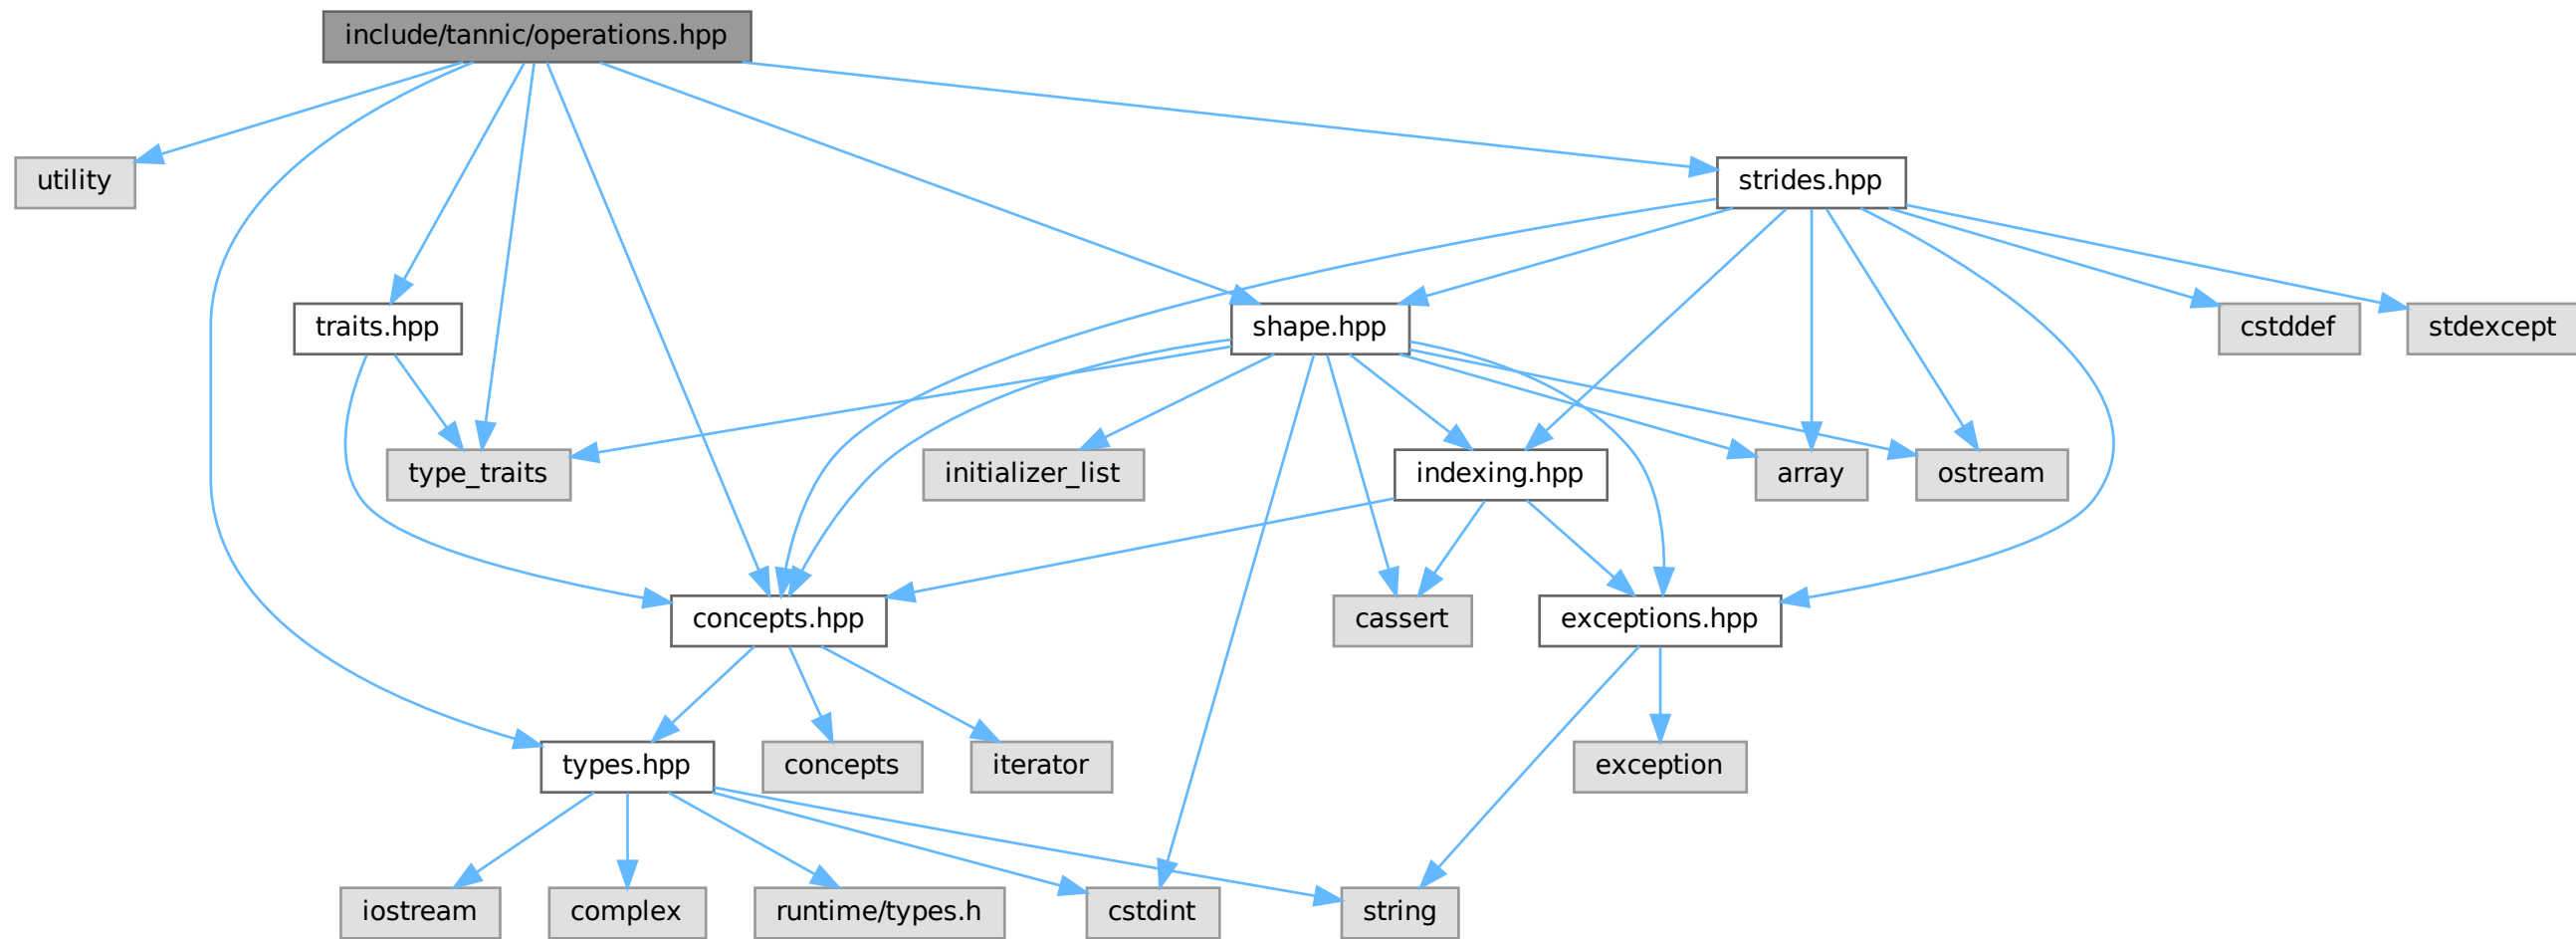 include/tannic/operations.hpp
utility
strides.hpp
traits.hpp
shape.hpp
cstddef
stdexcept
type_traits
initializer_list
indexing.hpp
array
ostream
concepts.hpp
cassert
exceptions.hpp
types.hpp
concepts
iterator
exception
iostream
complex
runtime/types.h
cstdint
string